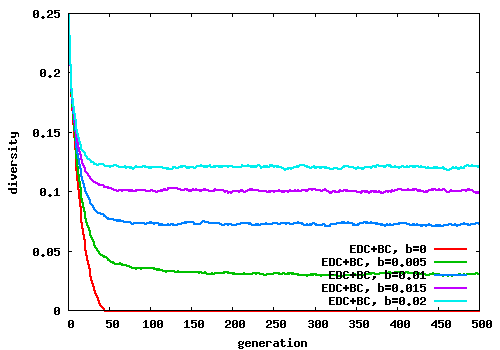 0.25
0.2
0.15
0.1
0.05
0
diversity
EDC+BC, b=0
EDC+BC, b=0.005
EDC+BC, b=0.01
EDC+BC, b=0.015
EDC+BC, b=0.02
0 50 100 150 200 250 300 350 400 450 500
generation